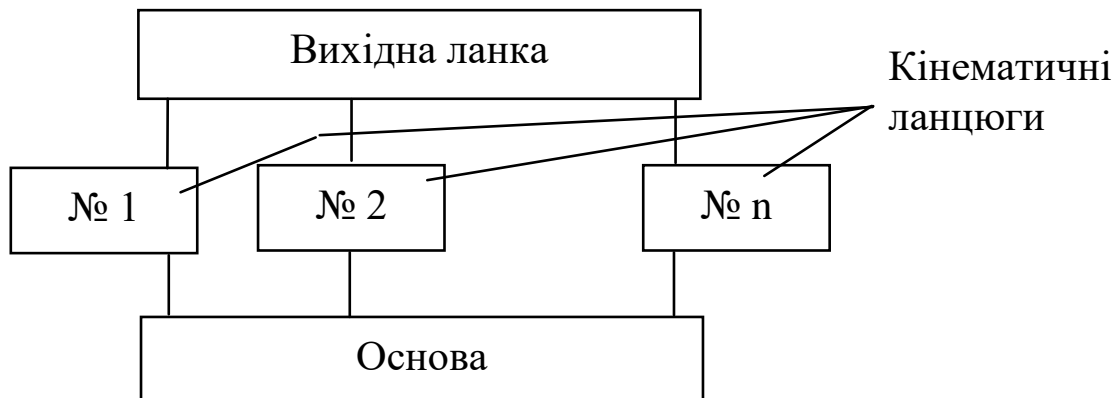 Вихідна ланка
Кінематичні
ланцюги
№ 1
№ 2
№ n
Основа